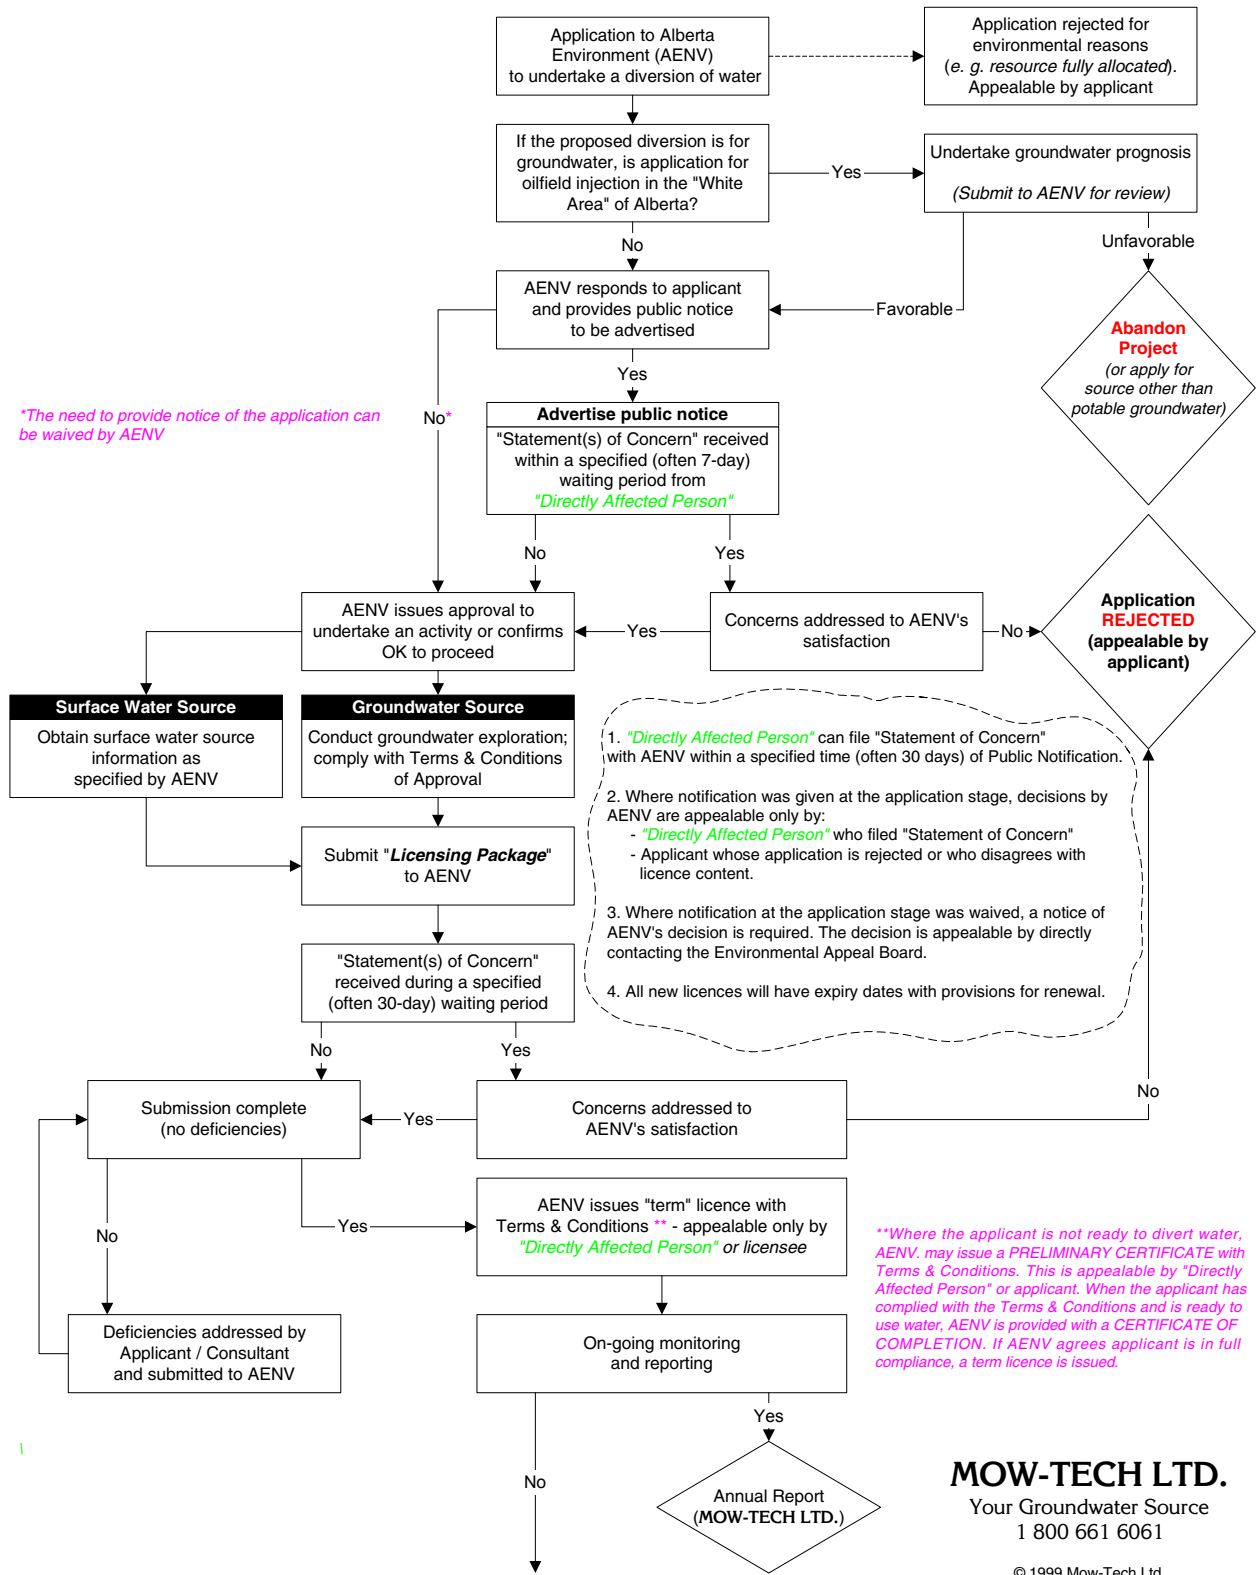 Application to Alberta
Environment (AENV)
to undertake a diversion of water
Application rejected for
environmental reasons
(e. g. resource fully allocated).
Appealable by applicant
If the proposed diversion is for
groundwater, is application for
oilfield injection in the "White
Area" of Alberta?
Yes
Undertake groundwater prognosis
(Submit to AENV for review)
No
Unfavorable
AENV responds to applicant
and provides public notice
to be advertised
Favorable
Abandon
Project
(or apply for
source other than
potable groundwater)
Yes
*The need to provide notice of the application can
be waived by AENV
No*
Advertise public notice
"Statement(s) of Concern" received
within a specified (often 7-day)
waiting period from
"Directly Affected Person"
No
Yes
AENV issues approval to
undertake an activity or confirms
OK to proceed
Yes
Concerns addressed to AENV's
satisfaction
No
Application
REJECTED
(appealable by
applicant)
Surface Water Source
Obtain surface water source
information as
specified by AENV
Groundwater Source
Conduct groundwater exploration;
comply with Terms & Conditions
of Approval
1. "Directly Affected Person" can file "Statement of Concern"
with AENV within a specified time (often 30 days) of Public Notification.
2. Where notification was given at the application stage, decisions by
AENV are appealable only by:
- "Directly Affected Person" who filed "Statement of Concern"
- Applicant whose application is rejected or who disagrees with
licence content.
3. Where notification at the application stage was waived, a notice of
AENV's decision is required. The decision is appealable by directly
contacting the Environmental Appeal Board.
4. All new licences will have expiry dates with provisions for renewal.
Submit "Licensing Package"
to AENV
"Statement(s) of Concern"
received during a specified
(often 30-day) waiting period
No
Yes
No
Submission complete
(no deficiencies)
Yes
Concerns addressed to
AENV's satisfaction
No
Yes
AENV issues "term" licence with
Terms & Conditions ** - appealable only by
"Directly Affected Person" or licensee
**Where the applicant is not ready to divert water,
AENV. may issue a PRELIMINARY CERTIFICATE with
Terms & Conditions. This is appealable by "Directly
Affected Person" or applicant. When the applicant has
complied with the Terms & Conditions and is ready to
use water, AENV is provided with a CERTIFICATE OF
COMPLETION. If AENV agrees applicant is in full
compliance, a term licence is issued.
Deficiencies addressed by
Applicant / Consultant
and submitted to AENV
On-going monitoring
and reporting
Yes
No
\
Annual Report
(MOW-TECH LTD.)
MOW-TECH LTD.
Your Groundwater Source
1 800 661 6061
© 1999 Mow-Tech Ltd.